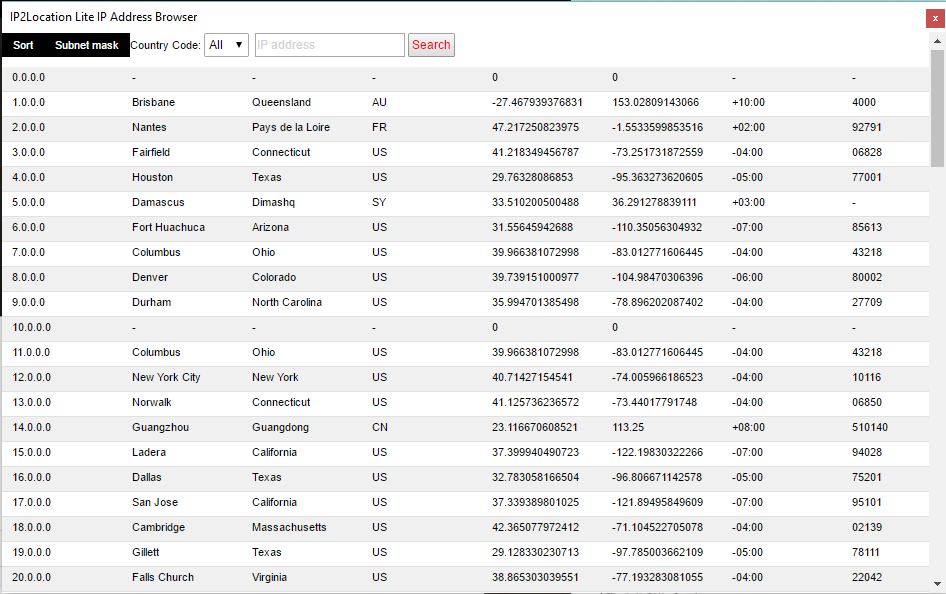 IP2Location Lite IP Address Browser x
Sort Subnet mask Country Code: All ▼ IP address Search
0.0.0.0 - - - 0 0 - -
1.0.0.0 Brisbane Queensland AU -27.467939376831 153.02809143066 +10:00 4000
2.0.0.0 Nantes Pays de la Loire FR 47.217250823975 -1.5533599853516 +02:00 92791
3.0.0.0 Fairfield Connecticut US 41.218349456787 -73.251731872559 -04:00 06828
4.0.0.0 Houston Texas US 29.76328086853 -95.363273620605 -05:00 77001
5.0.0.0 Damascus Dimashq SY 33.510200500488 36.291278839111 +03:00 -
6.0.0.0 Fort Huachuca Arizona US 31.55645942688 -110.35056304932 -07:00 85613
7.0.0.0 Columbus Ohio US 39.966381072998 -83.012771606445 -04:00 43218
8.0.0.0 Denver Colorado US 39.739151000977 -104.98470306396 -06:00 80002
9.0.0.0 Durham North Carolina US 35.994701385498 -78.896202087402 -04:00 27709
10.0.0.0 - - - 0 0 - -
11.0.0.0 Columbus Ohio US 39.966381072998 -83.012771606445 -04:00 43218
12.0.0.0 New York City New York US 40.71427154541 -74.005966186523 -04:00 10116
13.0.0.0 Norwalk Connecticut US 41.125736236572 -73.44017791748 -04:00 06850
14.0.0.0 Guangzhou Guangdong CN 23.116670608521 113.25 +08:00 510140
15.0.0.0 Ladera California US 37.399940490723 -122.19830322266 -07:00 94028
16.0.0.0 Dallas Texas US 32.783058166504 -96.806671142578 -05:00 75201
17.0.0.0 San Jose California US 37.339389801025 -121.89495849609 -07:00 95101
18.0.0.0 Cambridge Massachusetts US 42.365077972412 -71.104522705078 -04:00 02139
19.0.0.0 Gillett Texas US 29.128330230713 -97.785003662109 -05:00 78111
20.0.0.0 Falls Church Virginia US 38.865303039551 -77.193283081055 -04:00 22042